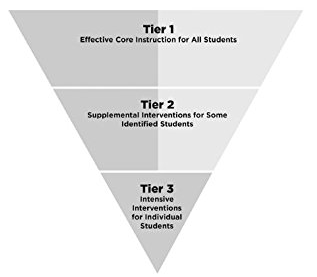 Tier 1
Effective Core Instruction for All Students
Tier 2
Supplemental Interventions for Some
Identified Students
Tier 3
Intensive
Interventions
for Individual
Students